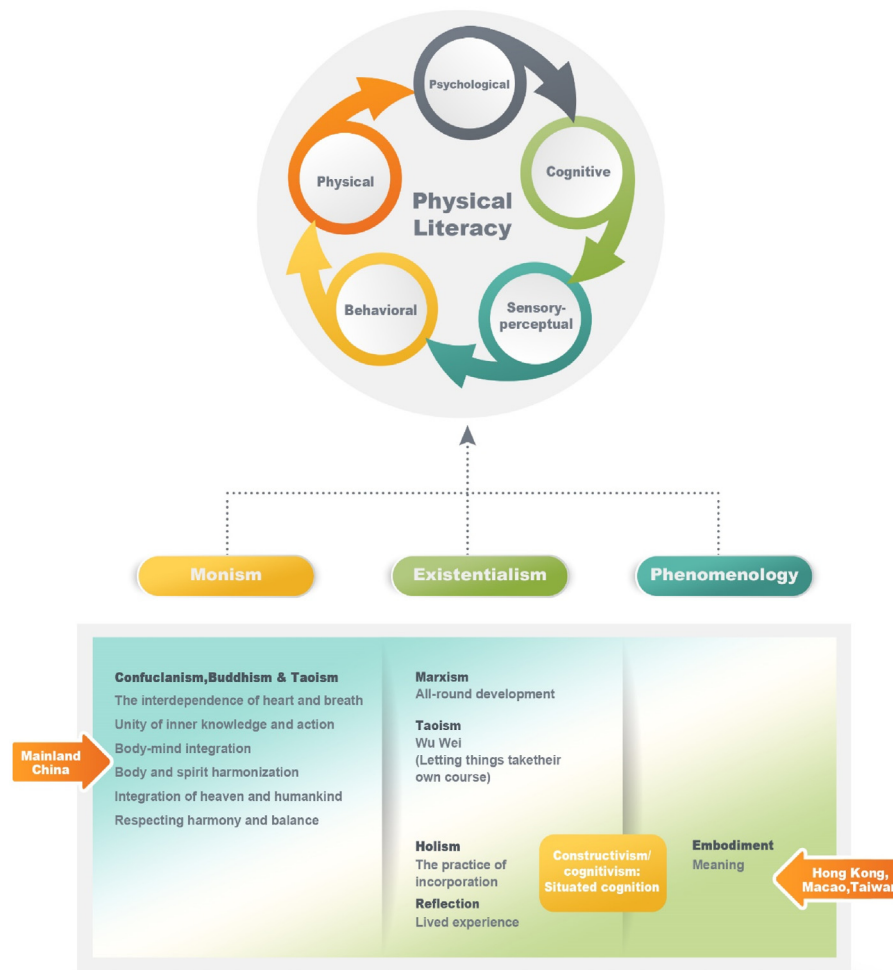 Psychological
Cognitive
Physical
Physical
Literacy
Behavioral
Sensory-
perceptual
Monism
Existentialism
Phenomenology
Confucianism,Buddhism & Taoism
The interdependence of heart and breath
Unity of inner knowledge and action
Body-mind integration
Body and spirit harmonization
Integration of heaven and humankind
Respecting harmony and balance
Mainland
China
Marxism
All-round development
Taoism
Wu Wei
(Letting things taketheir
own course)
Holism
The practice of
incorporation
Reflection
Lived experience
Constructivism/
cognitivism:
Situated cognition
Embodiment
Meaning
Hong Kong,
Macao,Taiwan